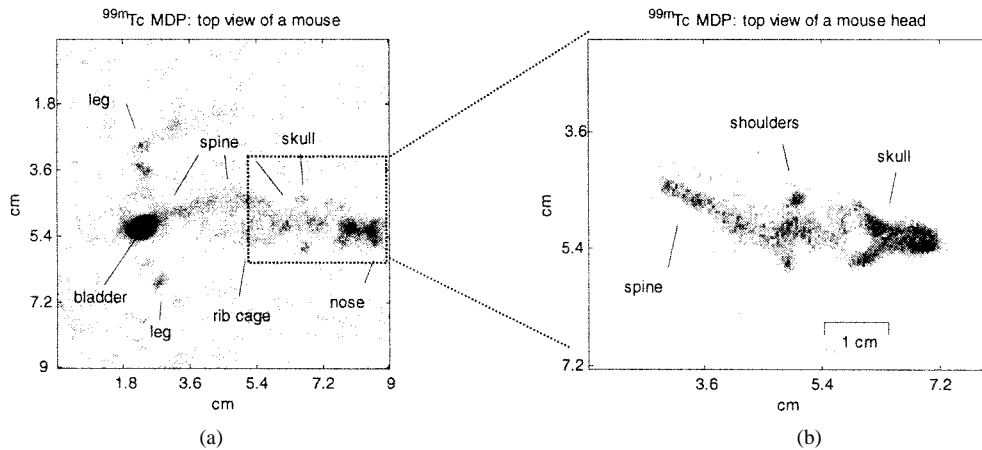 99mTc MDP: top view of a mouse
leg
spine
skull
bladder
leg
rib cage
nose
1.8
3.6
5.4
7.2
9
cm
1.8
3.6
5.4
7.2
9
cm
(a)
99mTc MDP: top view of a mouse head
shoulders
skull
spine
1 cm
3.6
5.4
7.2
cm
3.6
5.4
7.2
cm
(b)